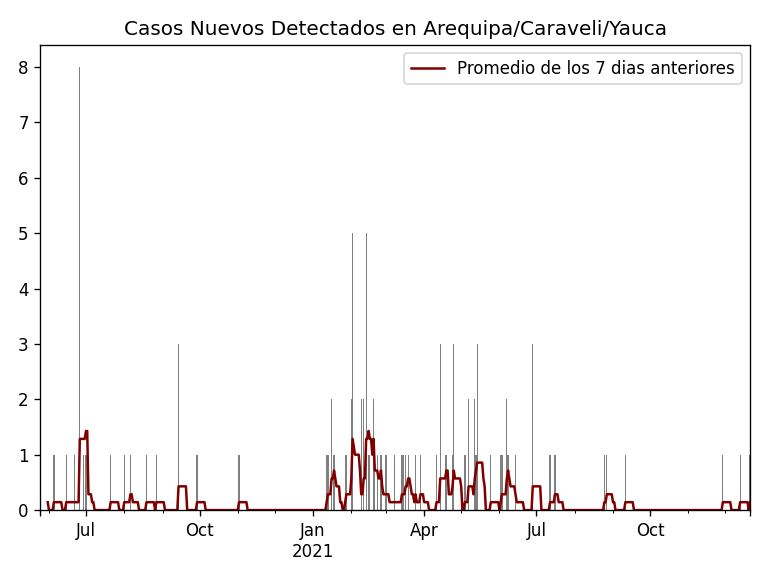 Casos Nuevos Detectados en Arequipa/Caraveli/Yauca
Promedio de los 7 dias anteriores
8
7
6
5
4
3
2
1
0
Jul
Oct
Jan
2021
Apr
Jul
Oct